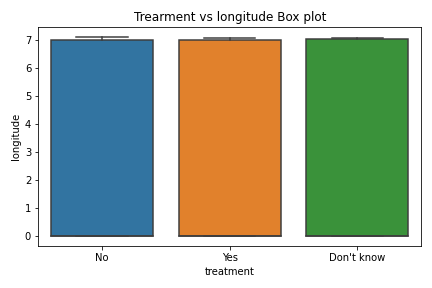 Trearment vs longitude Box plot
7
6
5
4
3
2
1
0
longitude
No
Yes
Don't know
treatment